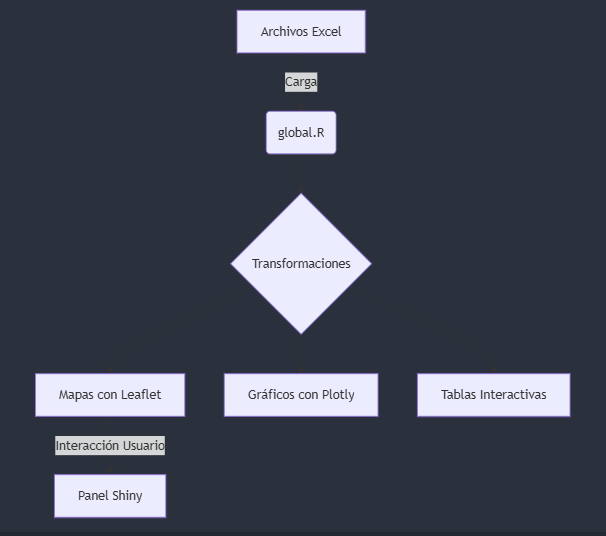 Archivos Excel
Carga
global.R
Transformaciones
Mapas con Leaflet
Gráficos con Plotly
Tablas Interactivas
Interacción Usuario
Panel Shiny